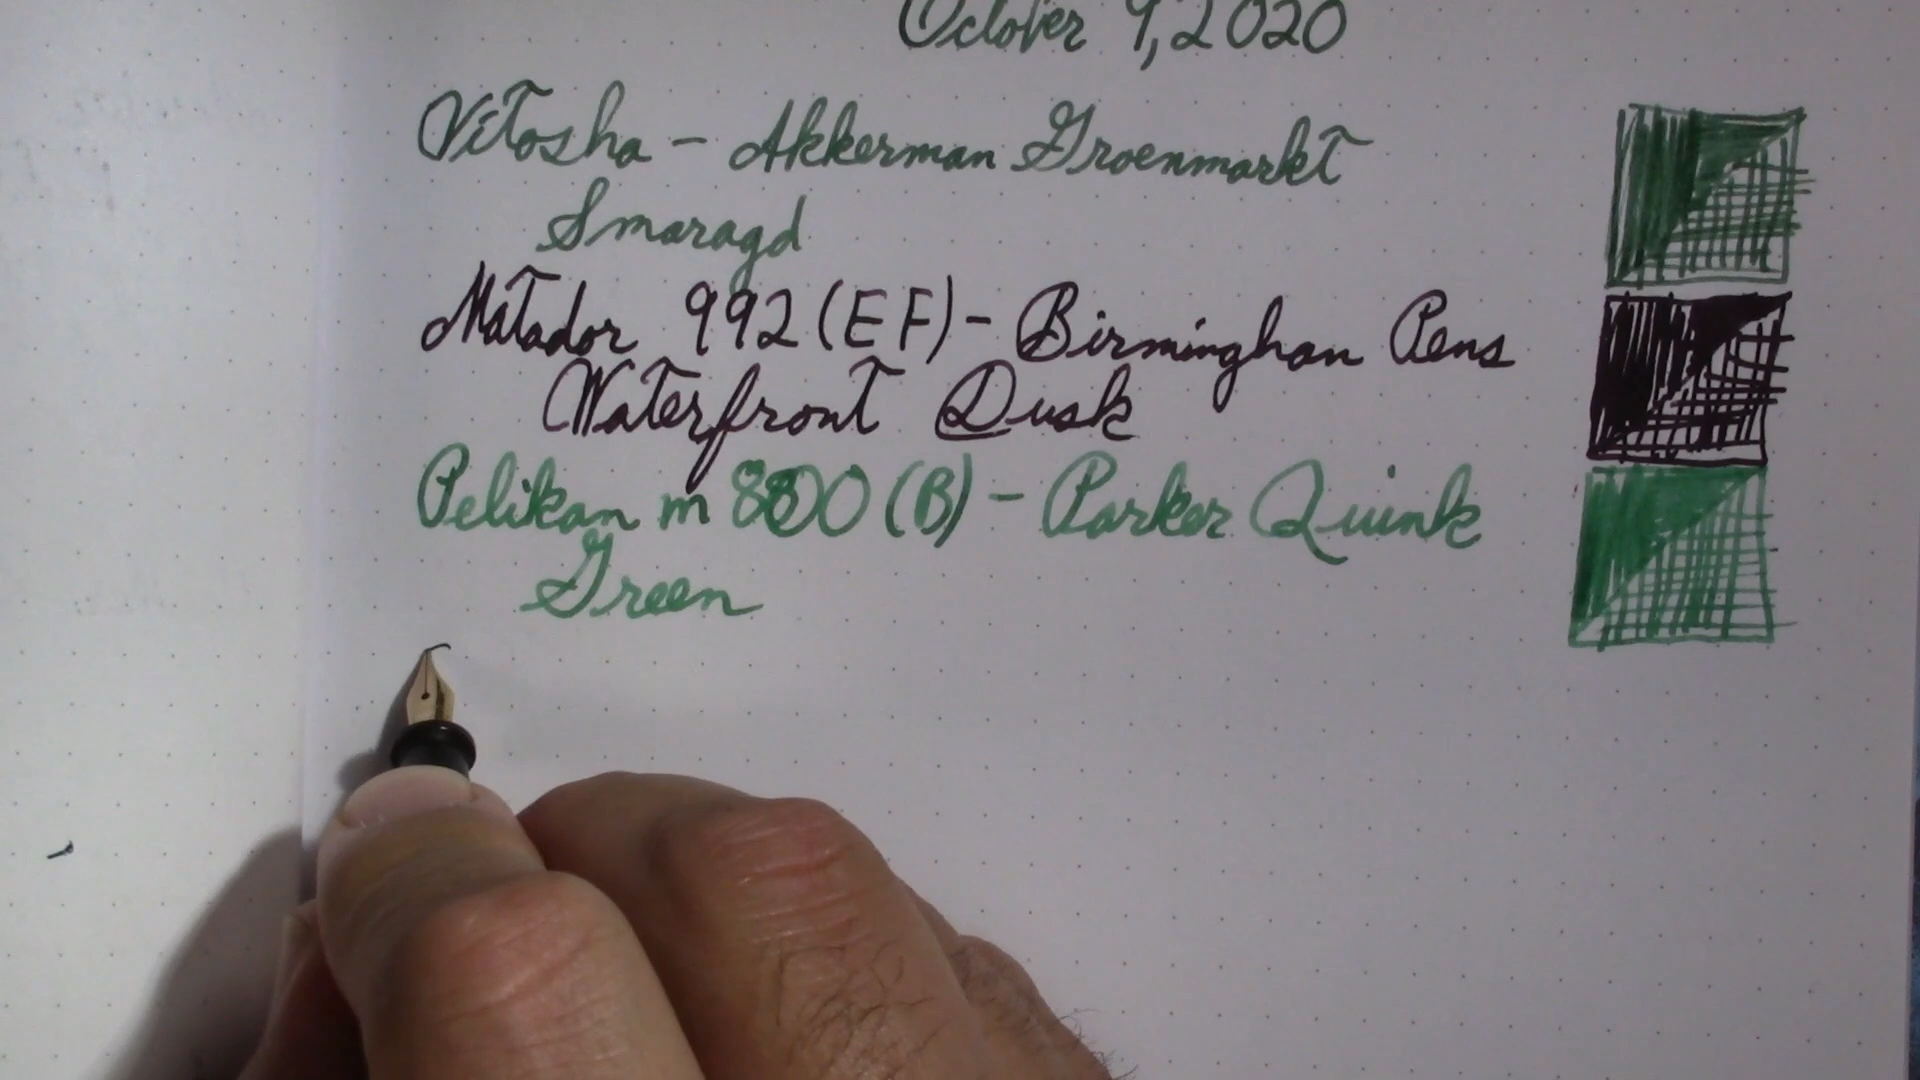 October 9, 2020
Vitosha - Akkerman Groenmarkt
Smaragd
Matador 992 (EF) - Birmingham Pens
Waterfront Dusk
Pelikan m 800 (B) - Parker Quink
Green